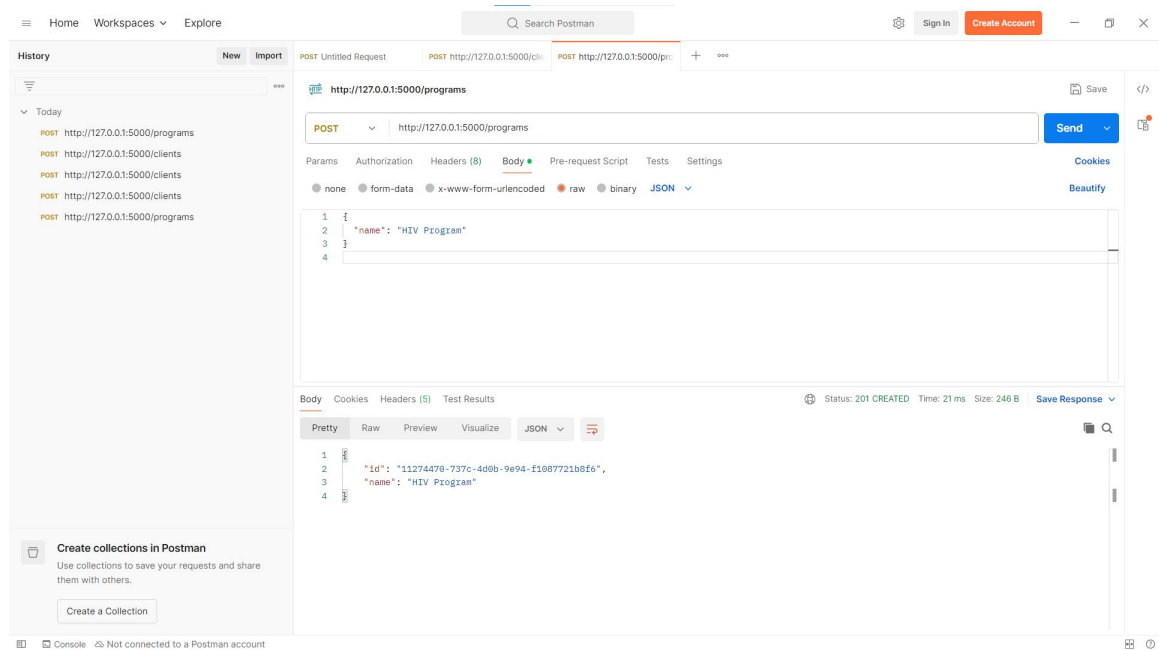 Home Workspaces Explore Search Postman Sign In Create Account
History New Import
POST Untitled Request POST http://127.0.0.1:5000/clie POST http://127.0.0.1:5000/pro
HTTP http://127.0.0.1:5000/programs Save
Today
POST http://127.0.0.1:5000/programs
POST http://127.0.0.1:5000/clients
POST http://127.0.0.1:5000/clients
POST http://127.0.0.1:5000/clients
POST http://127.0.0.1:5000/programs
POST http://127.0.0.1:5000/programs Send
Params Authorization Headers (8) Body Pre-request Script Tests Settings Cookies
none form-data x-www-form-urlencoded raw binary JSON Beautify
1 {
2 "name": "HIV Program"
3 }
4
Body Cookies Headers (5) Test Results Status: 201 CREATED Time: 21 ms Size: 246 B Save Response
Pretty Raw Preview Visualize JSON
1 {
2 "id": "11274470-737c-4d0b-9e94-f1087721b8f6",
3 "name": "HIV Program"
4 }
Create collections in Postman
Use collections to save your requests and share
them with others.
Create a Collection
Console Not connected to a Postman account